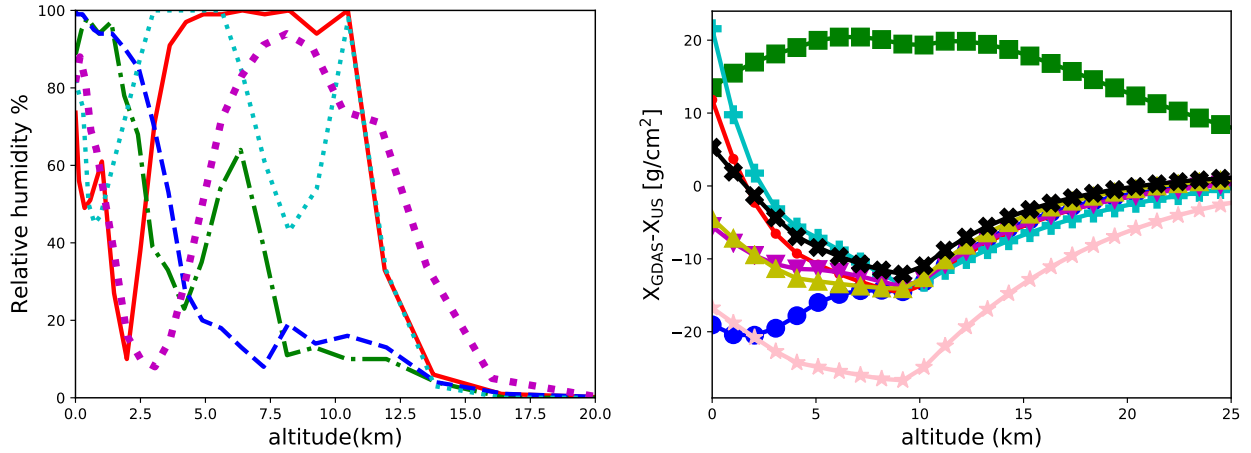 Relative humidity %
100
80
60
40
20
0
0.0 2.5 5.0 7.5 10.0 12.5 15.0 17.5 20.0
altitude(km)
X_GDAS-X_US [g/cm²]
20
10
0
−10
−20
0 5 10 15 20 25
altitude (km)